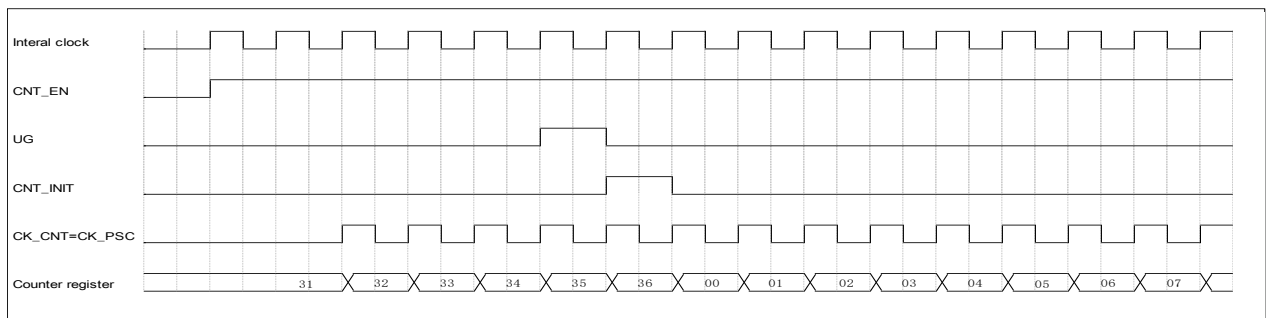 Interal clock
CNT_EN
UG
CNT_INIT
CK_CNT=CK_PSC
Counter register 31 32 33 34 35 36 00 01 02 03 04 05 06 07